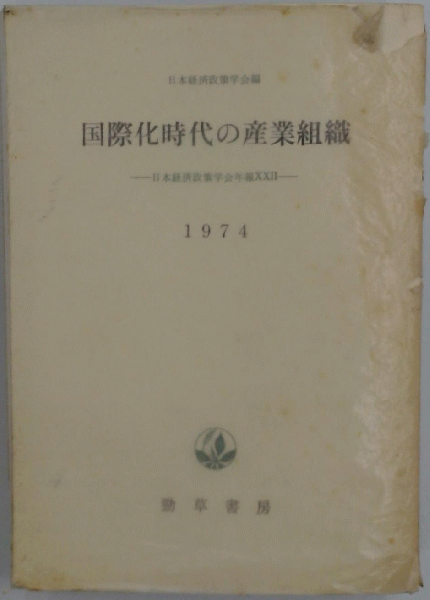 日本経済政策学会編
国際化時代の産業組織
——日本経済政策学会年報XXII——
1974
勁草書房